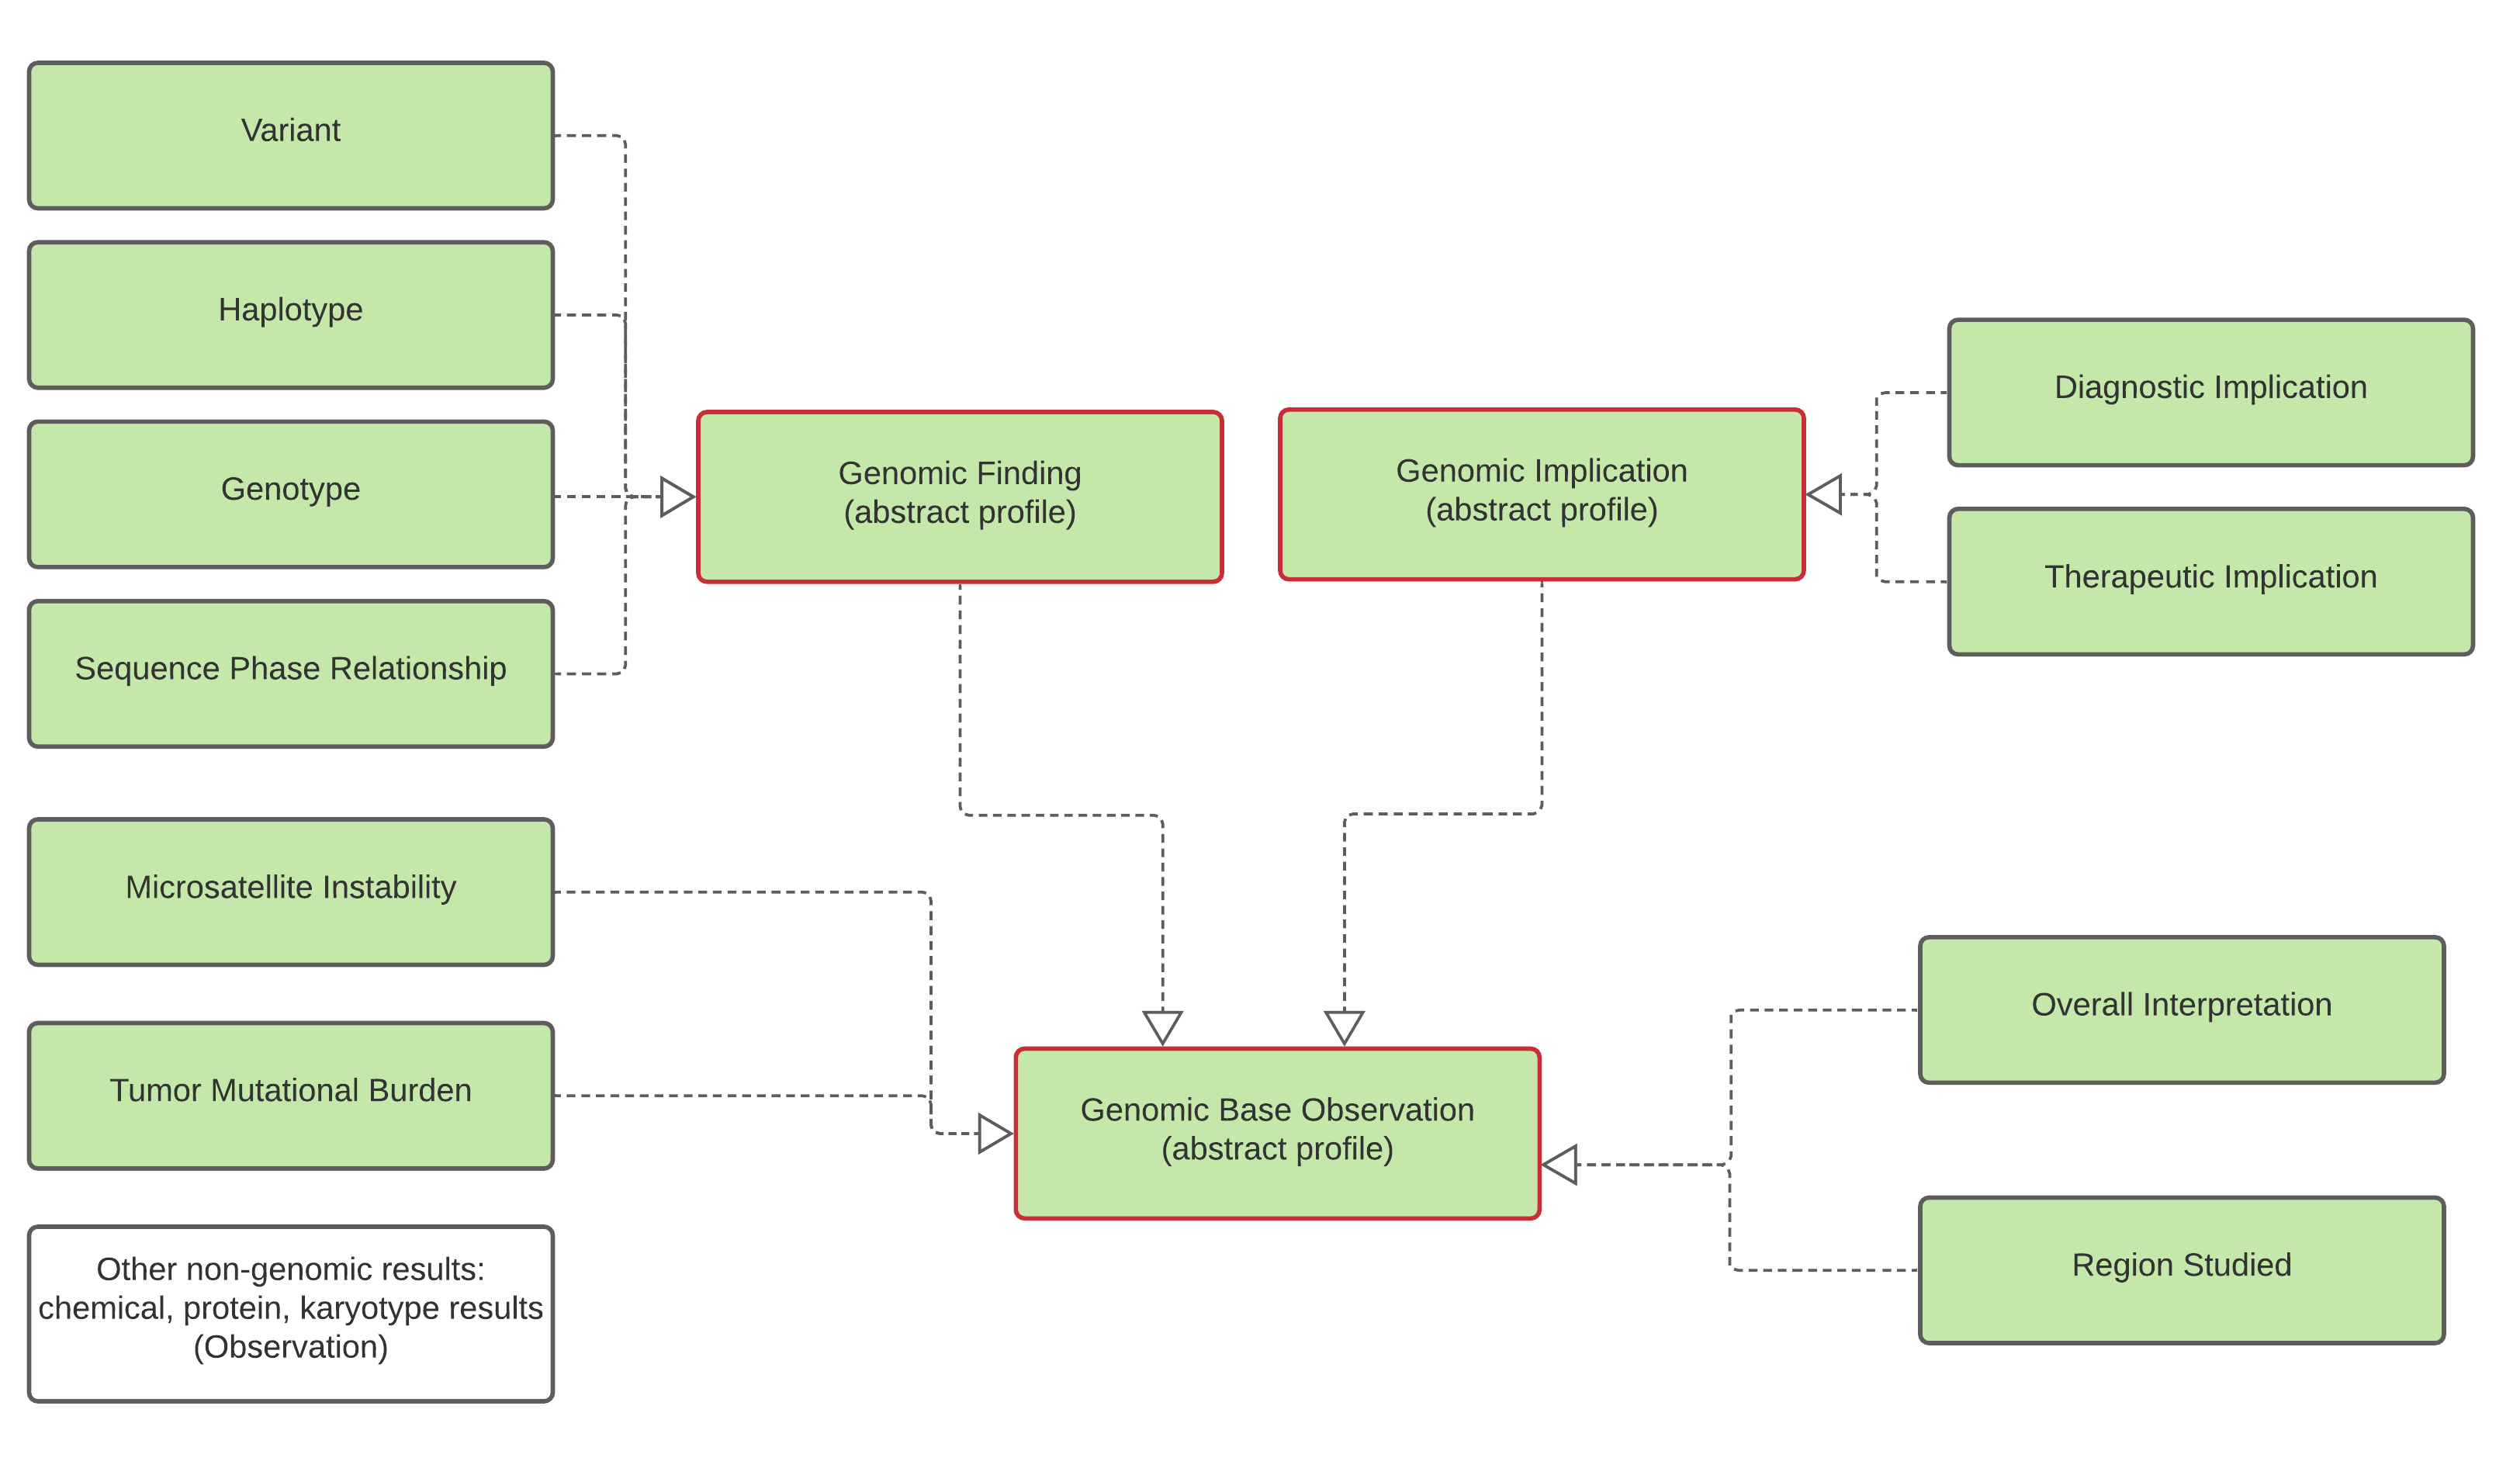 Variant
Haplotype
Genotype
Sequence Phase Relationship
Genomic Finding
(abstract profile)
Genomic Implication
(abstract profile)
Diagnostic Implication
Therapeutic Implication
Microsatellite Instability
Tumor Mutational Burden
Other non-genomic results:
chemical, protein, karyotype results
(Observation)
Genomic Base Observation
(abstract profile)
Overall Interpretation
Region Studied